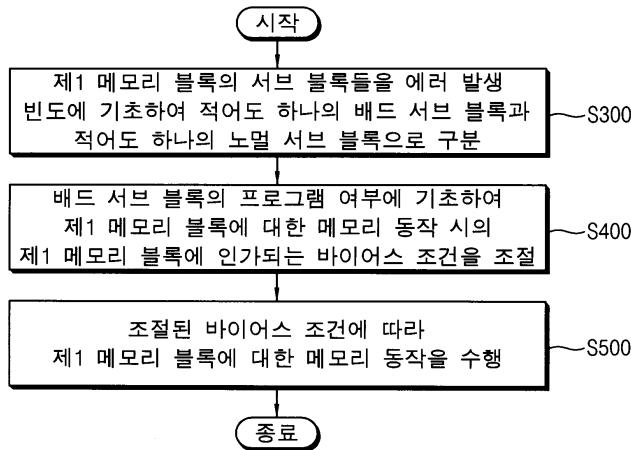 시작
제1 메모리 블록의 서브 블록들을 에러 발생
빈도에 기초하여 적어도 하나의 배드 서브 블록과
적어도 하나의 노멀 서브 블록으로 구분
S300
배드 서브 블록의 프로그램 여부에 기초하여
제1 메모리 블록에 대한 메모리 동작 시의
제1 메모리 블록에 인가되는 바이어스 조건을 조절
S400
조절된 바이어스 조건에 따라
제1 메모리 블록에 대한 메모리 동작을 수행
S500
종료